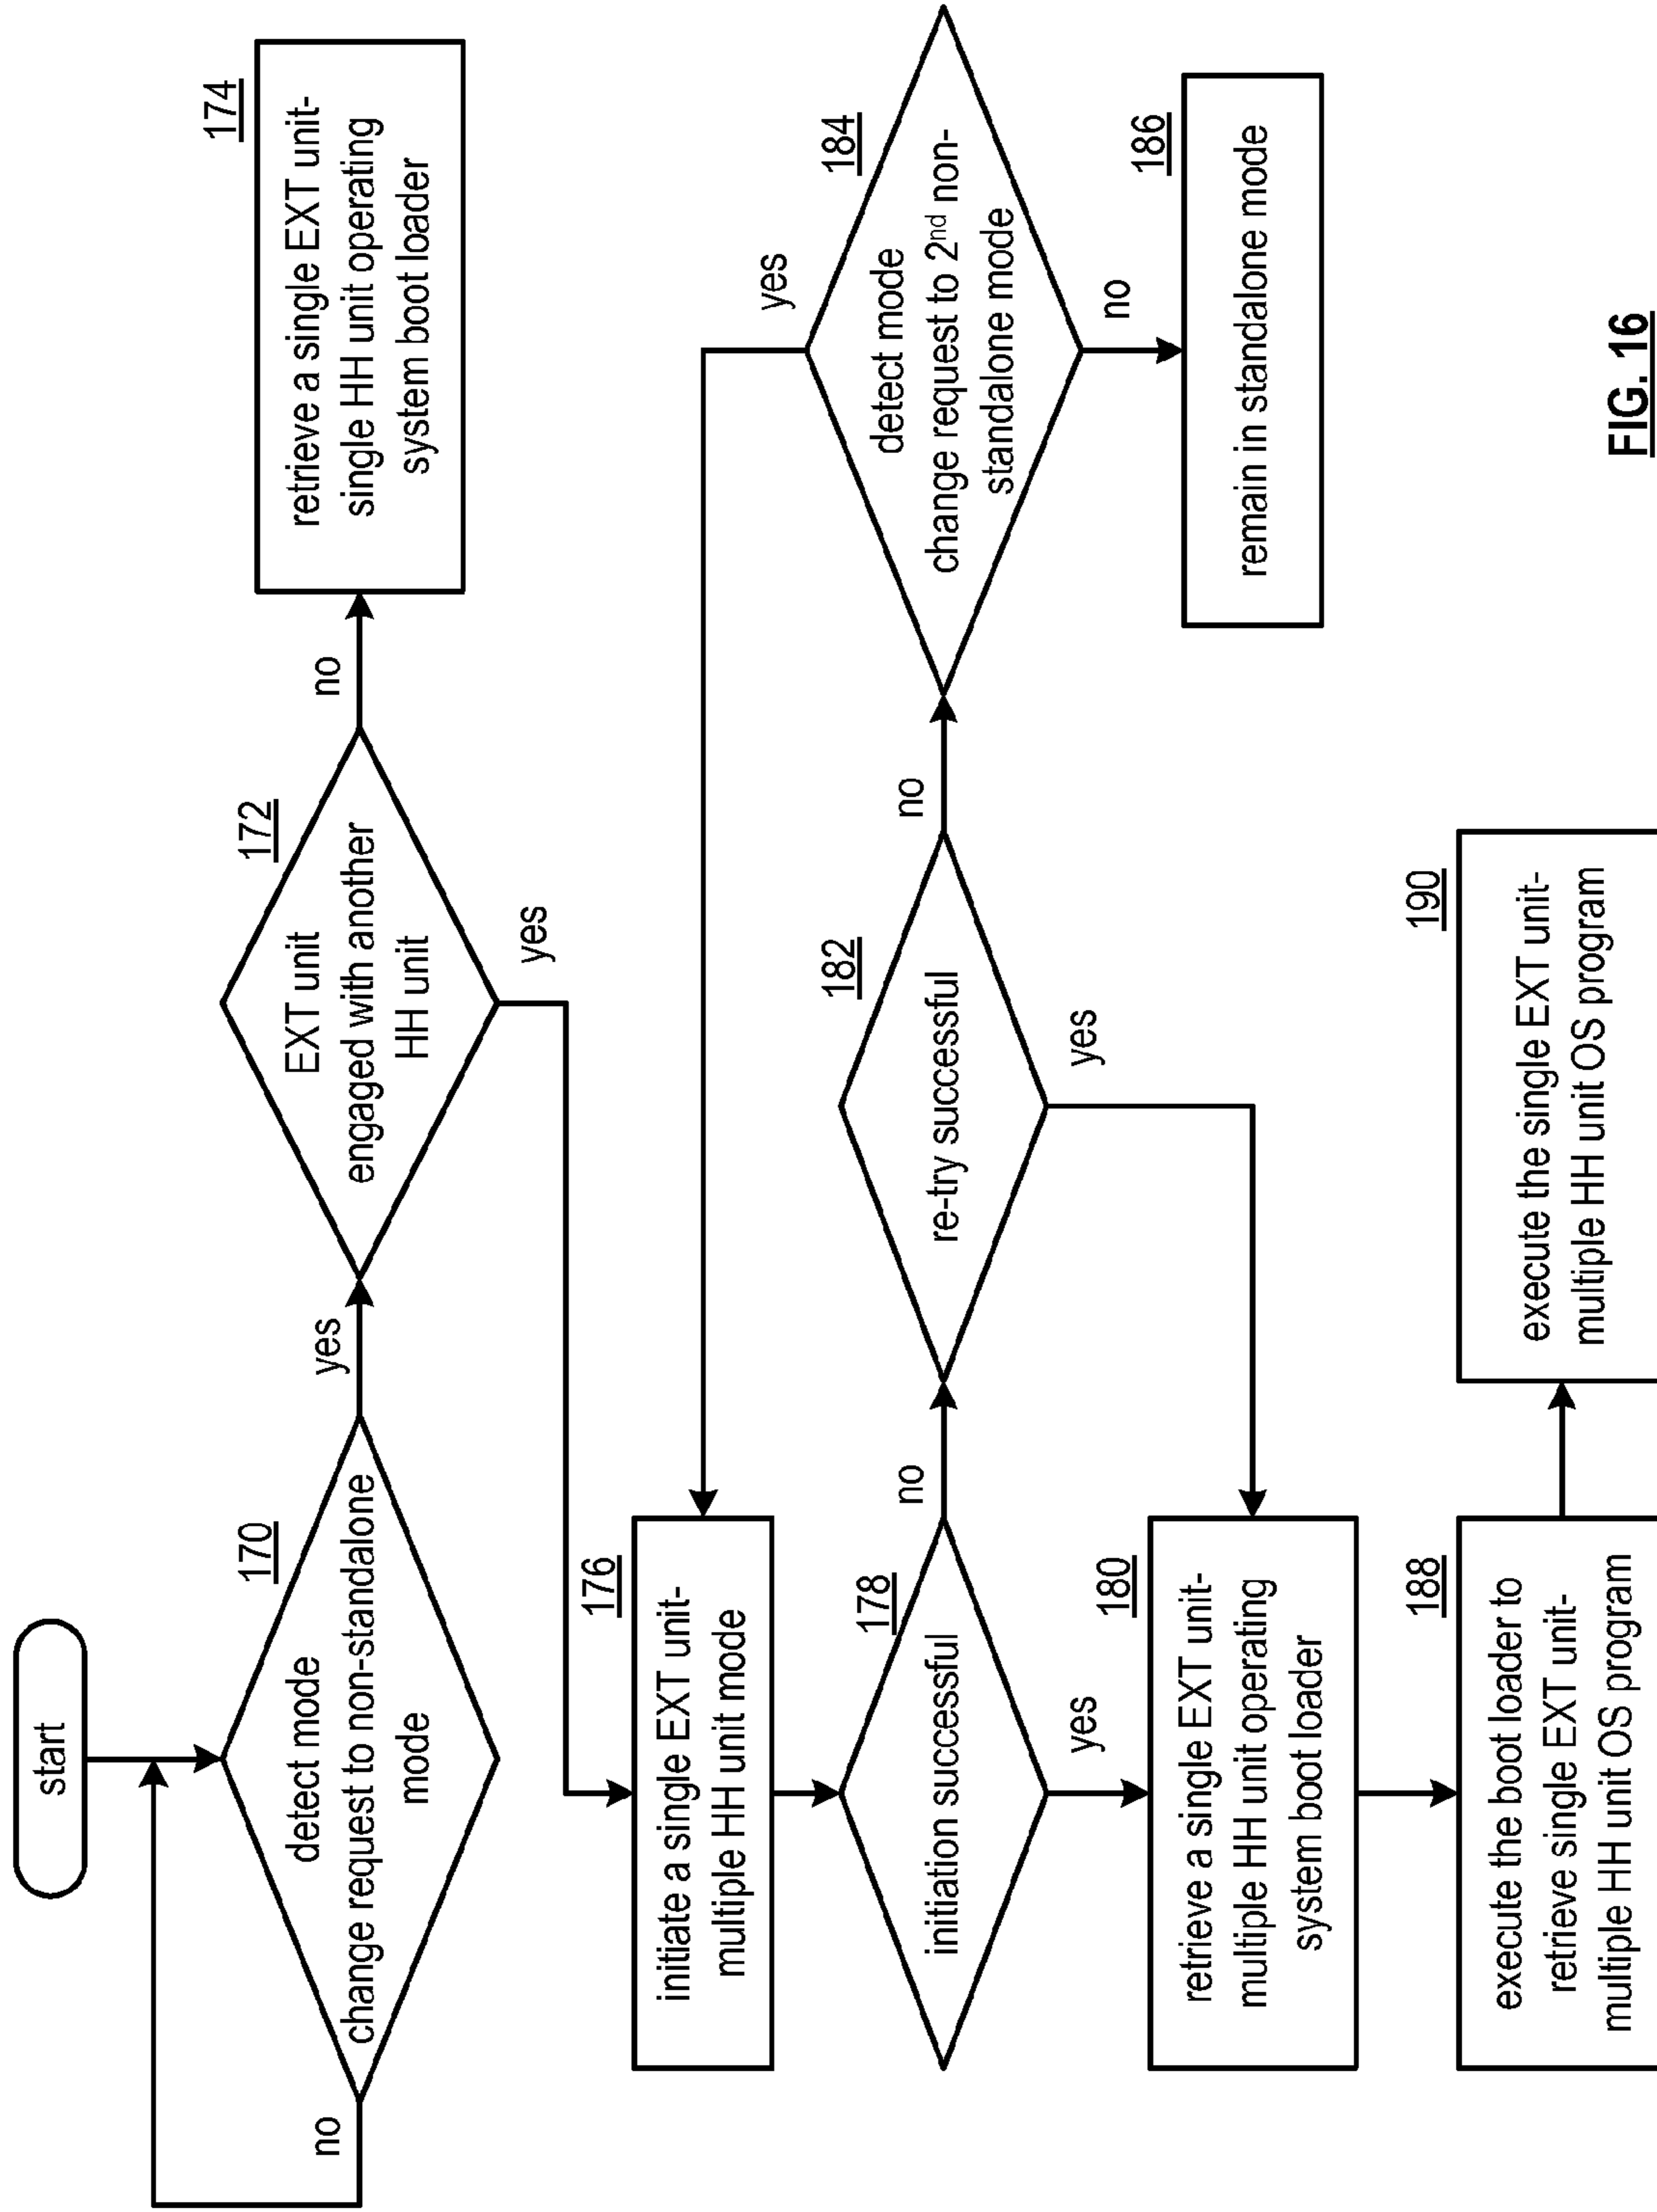 start
170
detect mode
change request to non-standalone
mode
no
yes
172
EXT unit
engaged with another
HH unit
no
yes
174
retrieve a single EXT unit-
single HH unit operating
system boot loader
176
initiate a single EXT unit-
multiple HH unit mode
178
initiation successful
no
yes
182
re-try successful
no
yes
184
detect mode
change request to 2nd non-
standalone mode
yes
no
186
remain in standalone mode
180
retrieve a single EXT unit-
multiple HH unit operating
system boot loader
188
execute the boot loader to
retrieve single EXT unit-
multiple HH unit OS program
190
execute the single EXT unit-
multiple HH unit OS program
FIG. 16